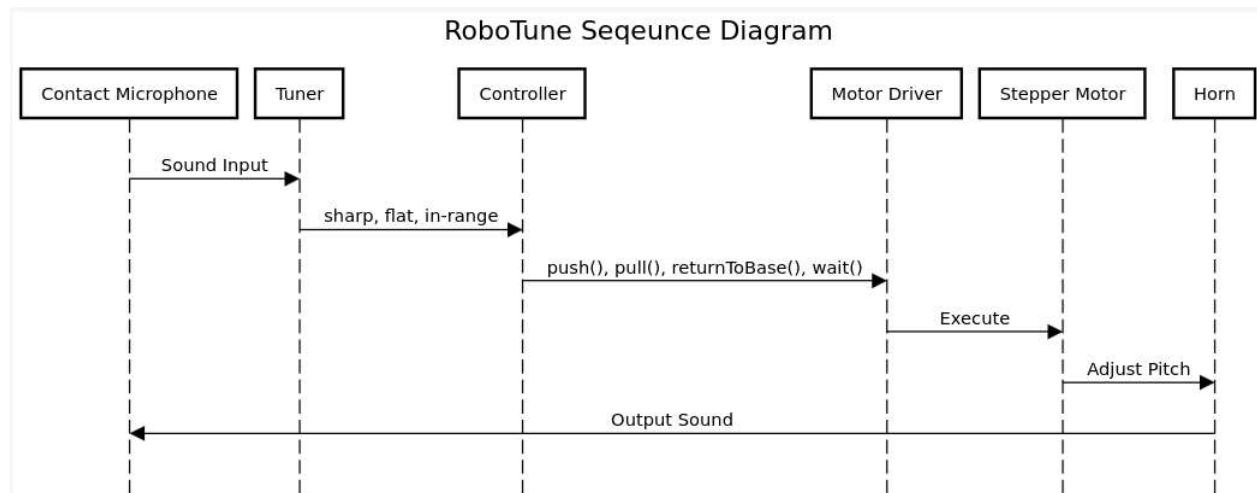 RoboTune Seqeunce Diagram
Contact Microphone
Tuner
Controller
Motor Driver
Stepper Motor
Horn
Sound Input
sharp, flat, in-range
push(), pull(), returnToBase(), wait()
Execute
Adjust Pitch
Output Sound